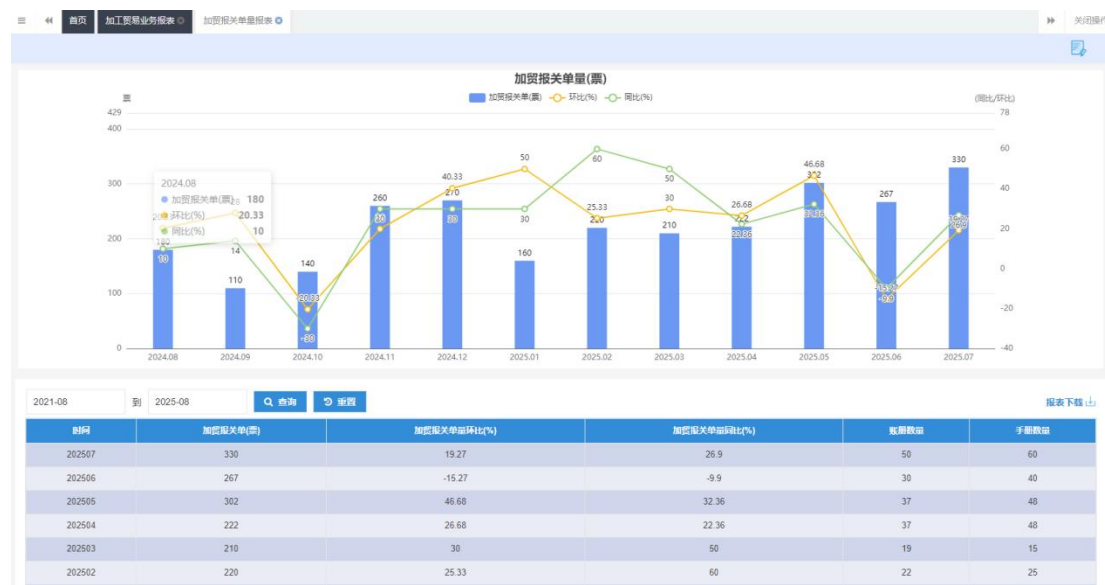 首页 加工贸易业务报表 加贸报关单量报表 关闭操作
加贸报关单量(票)
加贸报关单(票) 环比(%) 同比(%)
票
(同比/环比)
429
400
300
200
100
0
78
60
40
20
0
-20
-40
2024.08
加贸报关单(票) 180
环比(%) 20.33
同比(%) 10
180
10
110
14
140
-20.33
-30
260
30
40.33
270
30
50
160
30
60
25.33
220
50
30
210
26.68
222
22.36
46.68
302
32.36
267
-15.27
-9.9
330
19.27
26.9
2024.08 2024.09 2024.10 2024.11 2024.12 2025.01 2025.02 2025.03 2025.04 2025.05 2025.06 2025.07
2021-08 到 2025-08 查询 重置 报表下载
时间 加贸报关单(票) 加贸报关单量环比(%) 加贸报关单量同比(%) 账册数量 手册数量
202507 330 19.27 26.9 50 60
202506 267 -15.27 -9.9 30 40
202505 302 46.68 32.36 37 48
202504 222 26.68 22.36 37 48
202503 210 30 50 19 15
202502 220 25.33 60 22 25